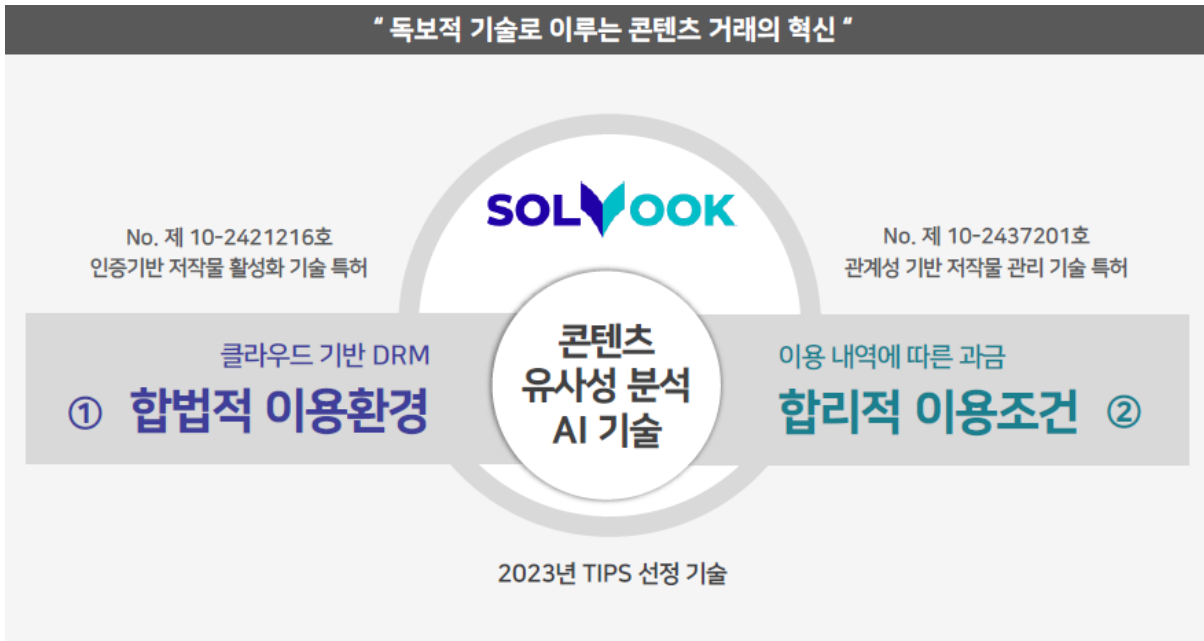 “ 독보적 기술로 이루는 콘텐츠 거래의 혁신 “
SOLVOOK
No. 제 10-2421216호
인증기반 저작물 활성화 기술 특허
No. 제 10-2437201호
관계성 기반 저작물 관리 기술 특허
클라우드 기반 DRM
① 합법적 이용환경
콘텐츠
유사성 분석
AI 기술
이용 내역에 따른 과금
합리적 이용조건 ②
2023년 TIPS 선정 기술